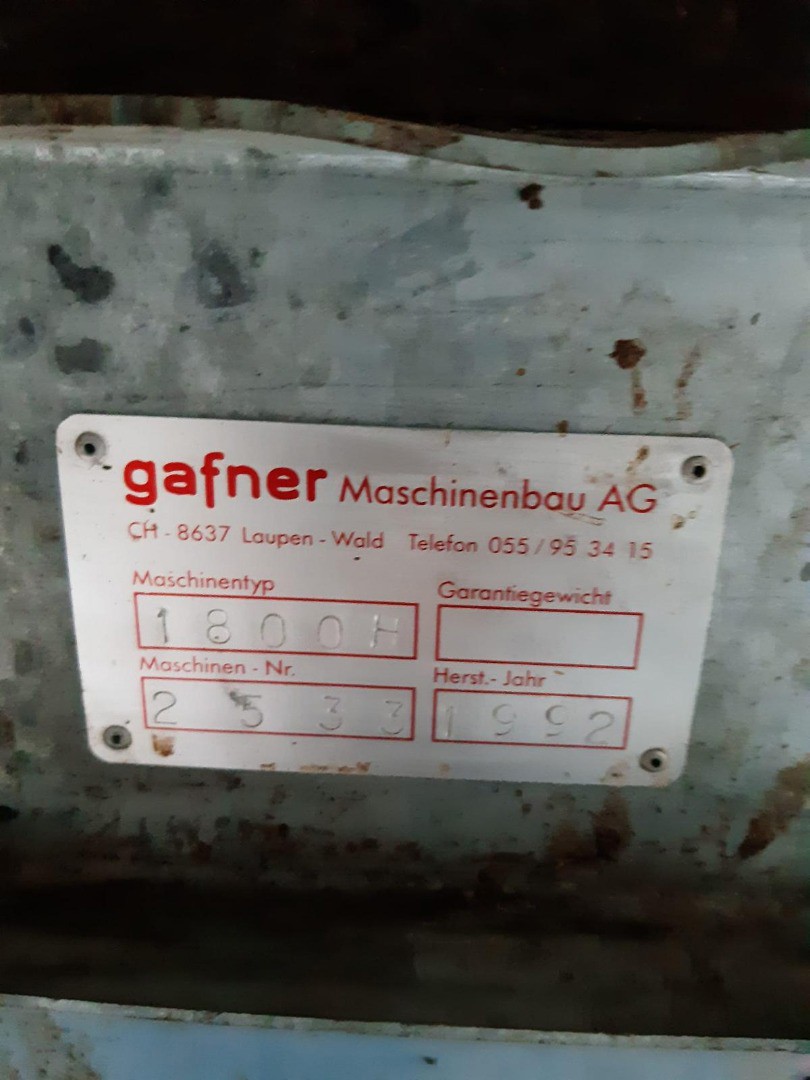 gafner Maschinenbau AG
CH - 8637 Laupen - Wald Telefon 055 / 95 34 15
Maschinentyp Garantiegewicht
1800H
Maschinen - Nr. Herst.- Jahr
2533 1992